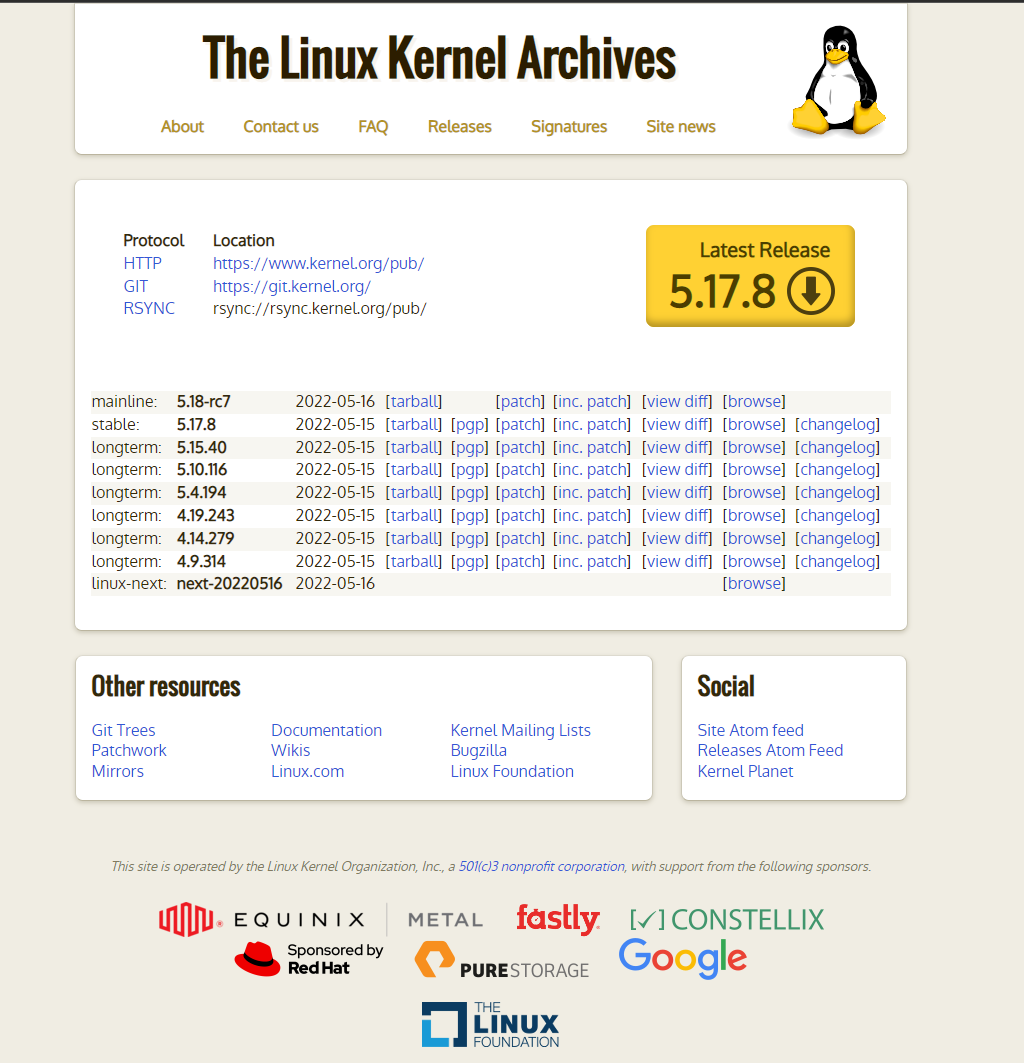 The Linux Kernel Archives
About Contact us FAQ Releases Signatures Site news
Protocol Location
HTTP https://www.kernel.org/pub/
GIT https://git.kernel.org/
RSYNC rsync://rsync.kernel.org/pub/
Latest Release
5.17.8
mainline: 5.18-rc7 2022-05-16 [tarball] [patch] [inc. patch] [view diff] [browse]
stable: 5.17.8 2022-05-15 [tarball] [pgp] [patch] [inc. patch] [view diff] [browse] [changelog]
longterm: 5.15.40 2022-05-15 [tarball] [pgp] [patch] [inc. patch] [view diff] [browse] [changelog]
longterm: 5.10.116 2022-05-15 [tarball] [pgp] [patch] [inc. patch] [view diff] [browse] [changelog]
longterm: 5.4.194 2022-05-15 [tarball] [pgp] [patch] [inc. patch] [view diff] [browse] [changelog]
longterm: 4.19.243 2022-05-15 [tarball] [pgp] [patch] [inc. patch] [view diff] [browse] [changelog]
longterm: 4.14.279 2022-05-15 [tarball] [pgp] [patch] [inc. patch] [view diff] [browse] [changelog]
longterm: 4.9.314 2022-05-15 [tarball] [pgp] [patch] [inc. patch] [view diff] [browse] [changelog]
linux-next: next-20220516 2022-05-16 [browse]
Other resources
Git Trees Documentation Kernel Mailing Lists
Patchwork Wikis Bugzilla
Mirrors Linux.com Linux Foundation
Social
Site Atom feed
Releases Atom Feed
Kernel Planet
This site is operated by the Linux Kernel Organization, Inc., a 501(c)3 nonprofit corporation, with support from the following sponsors.
EQUINIX METAL fastly CONSTELLIX
Sponsored by
Red Hat
PURESTORAGE
Google
THE
LINUX
FOUNDATION